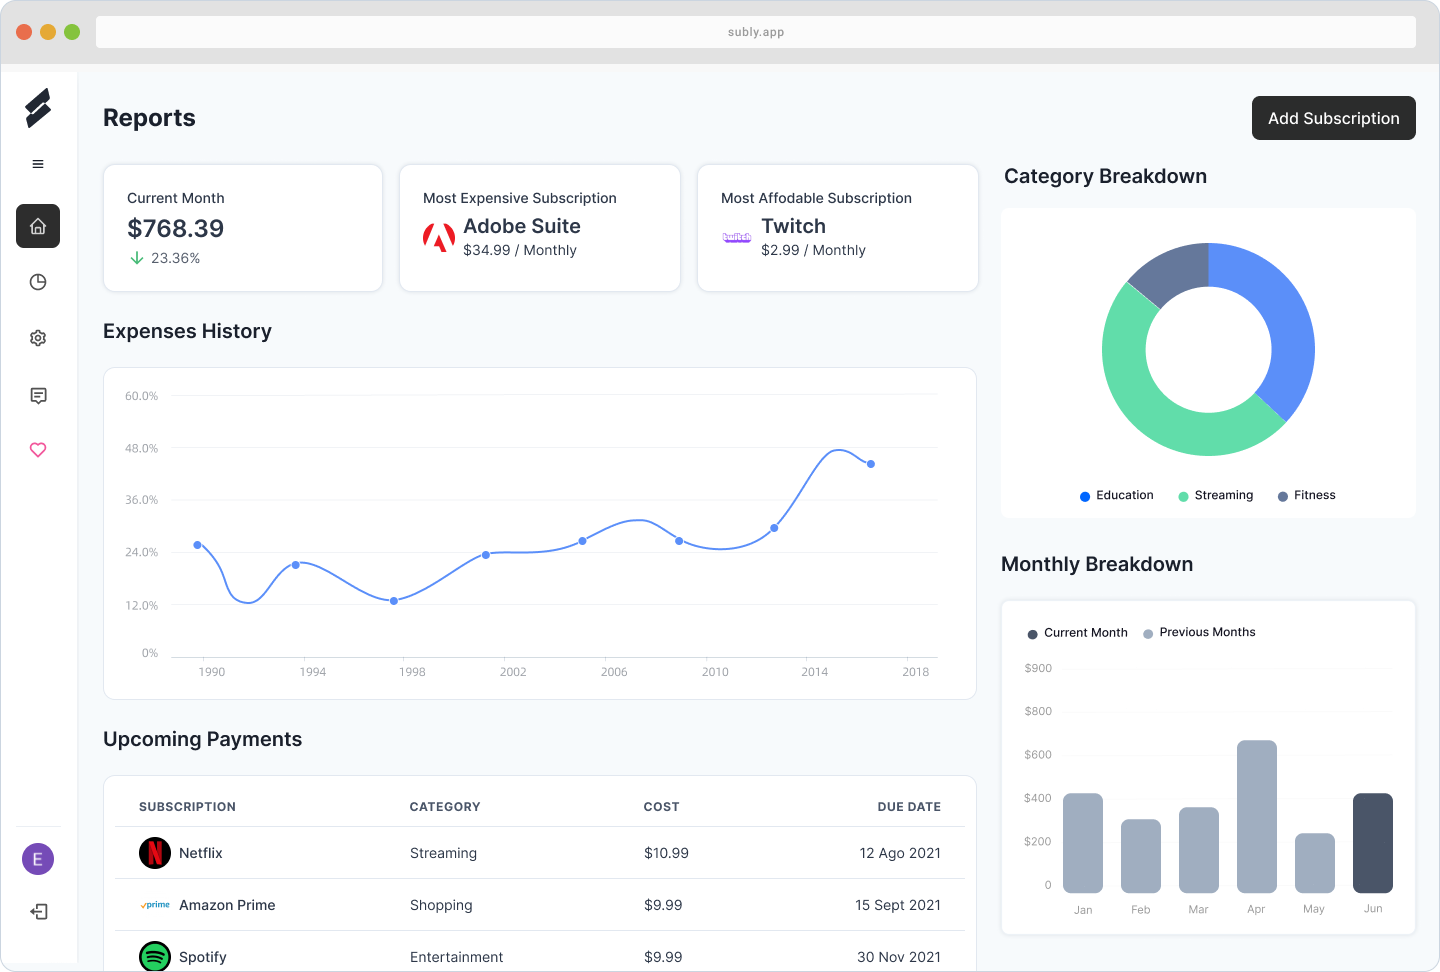 subly.app
Reports
Add Subscription
Current Month
$768.39
23.36%
Most Expensive Subscription
Adobe Suite
$34.99 / Monthly
Most Affodable Subscription
twitch
Twitch
$2.99 / Monthly
Category Breakdown
Education
Streaming
Fitness
Expenses History
60.0%
48.0%
36.0%
24.0%
12.0%
0%
1990 1994 1998 2002 2006 2010 2014 2018
Monthly Breakdown
Current Month
Previous Months
$900
$800
$600
$400
$200
0
Jan Feb Mar Apr May Jun
Upcoming Payments
SUBSCRIPTION CATEGORY COST DUE DATE
N Netflix Streaming $10.99 12 Ago 2021
prime Amazon Prime Shopping $9.99 15 Sept 2021
Spotify Entertainment $9.99 30 Nov 2021
E